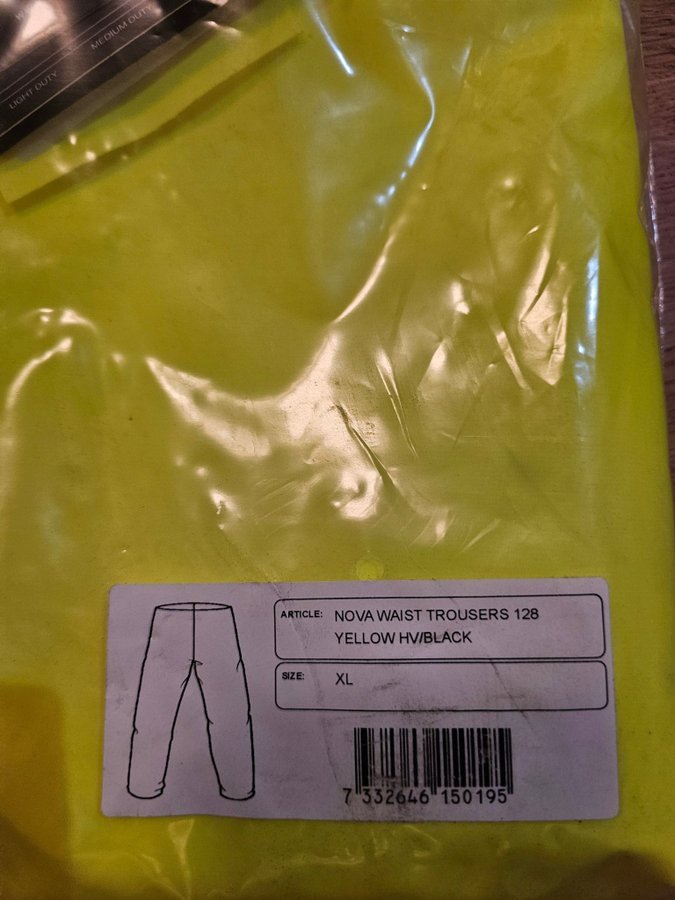 MEDIUM DUTY
LIGHT DUTY
ARTICLE: NOVA WAIST TROUSERS 128
YELLOW HV/BLACK
SIZE: XL
7 332646 150195